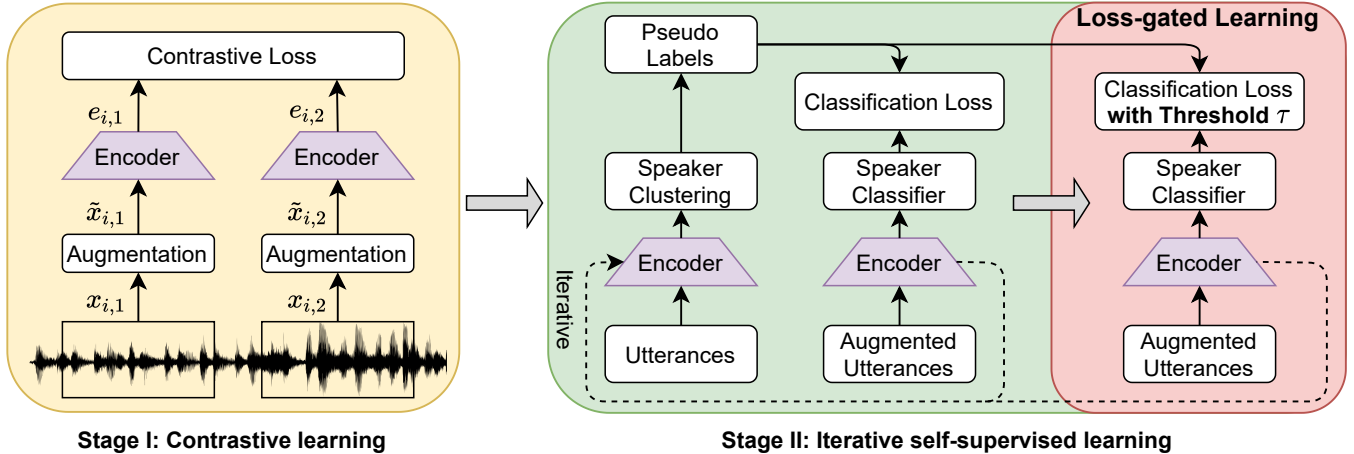 Contrastive Loss
e_{i,1}
e_{i,2}
Encoder
Encoder
x̃_{i,1}
x̃_{i,2}
Augmentation
Augmentation
x_{i,1}
x_{i,2}
Stage I: Contrastive learning
Pseudo
Labels
Classification Loss
Speaker
Clustering
Speaker
Classifier
Encoder
Encoder
Iterative
Utterances
Augmented
Utterances
Loss-gated Learning
Classification Loss
with Threshold τ
Speaker
Classifier
Encoder
Augmented
Utterances
Stage II: Iterative self-supervised learning